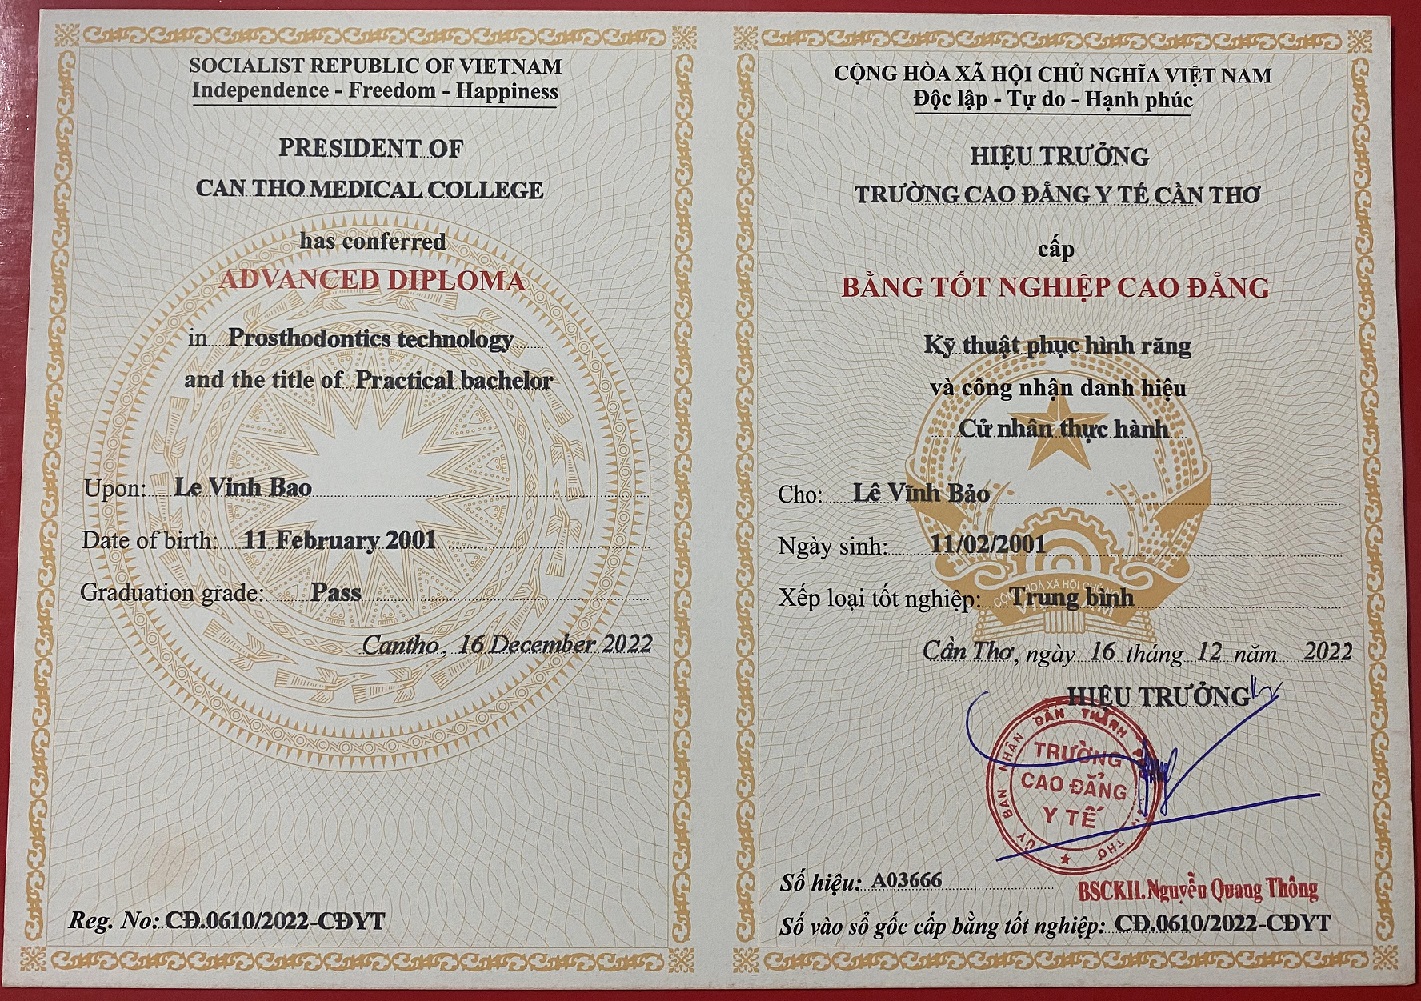 SOCIALIST REPUBLIC OF VIETNAM
Independence - Freedom - Happiness
PRESIDENT OF
CAN THO MEDICAL COLLEGE
has conferred
ADVANCED DIPLOMA
in Prosthodontics technology
and the title of Practical bachelor
Upon: Le Vinh Bao
Date of birth: 11 February 2001
Graduation grade: Pass
Cantho, 16 December 2022
Reg. No: CĐ.0610/2022-CĐYT
CỘNG HÒA XÃ HỘI CHỦ NGHĨA VIỆT NAM
Độc lập - Tự do - Hạnh phúc
HIỆU TRƯỞNG
TRƯỜNG CAO ĐẲNG Y TẾ CẦN THƠ
cấp
BẰNG TỐT NGHIỆP CAO ĐẲNG
Kỹ thuật phục hình răng
và công nhận danh hiệu
Cử nhân thực hành
Cho: Lê Vĩnh Bảo
Ngày sinh: 11/02/2001
Xếp loại tốt nghiệp: Trung bình
Cần Thơ, ngày 16 tháng 12 năm 2022
HIỆU TRƯỞNG
ỦY BAN NHÂN DÂN THÀNH
THƠ
TRƯỜNG
CAO ĐẲNG
Y TẾ
Số hiệu: A03666
BSCKII.Nguyễn Quang Thông
Số vào sổ gốc cấp bằng tốt nghiệp: CĐ.0610/2022-CĐYT